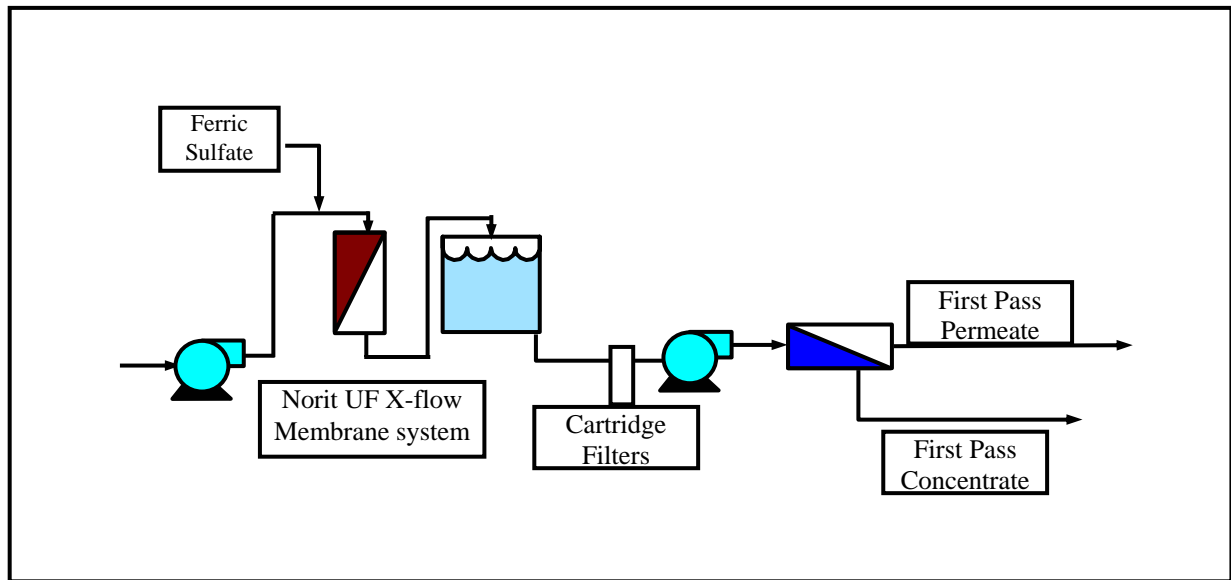 Ferric
Sulfate
Norit UF X-flow
Membrane system
Cartridge
Filters
First Pass
Permeate
First Pass
Concentrate